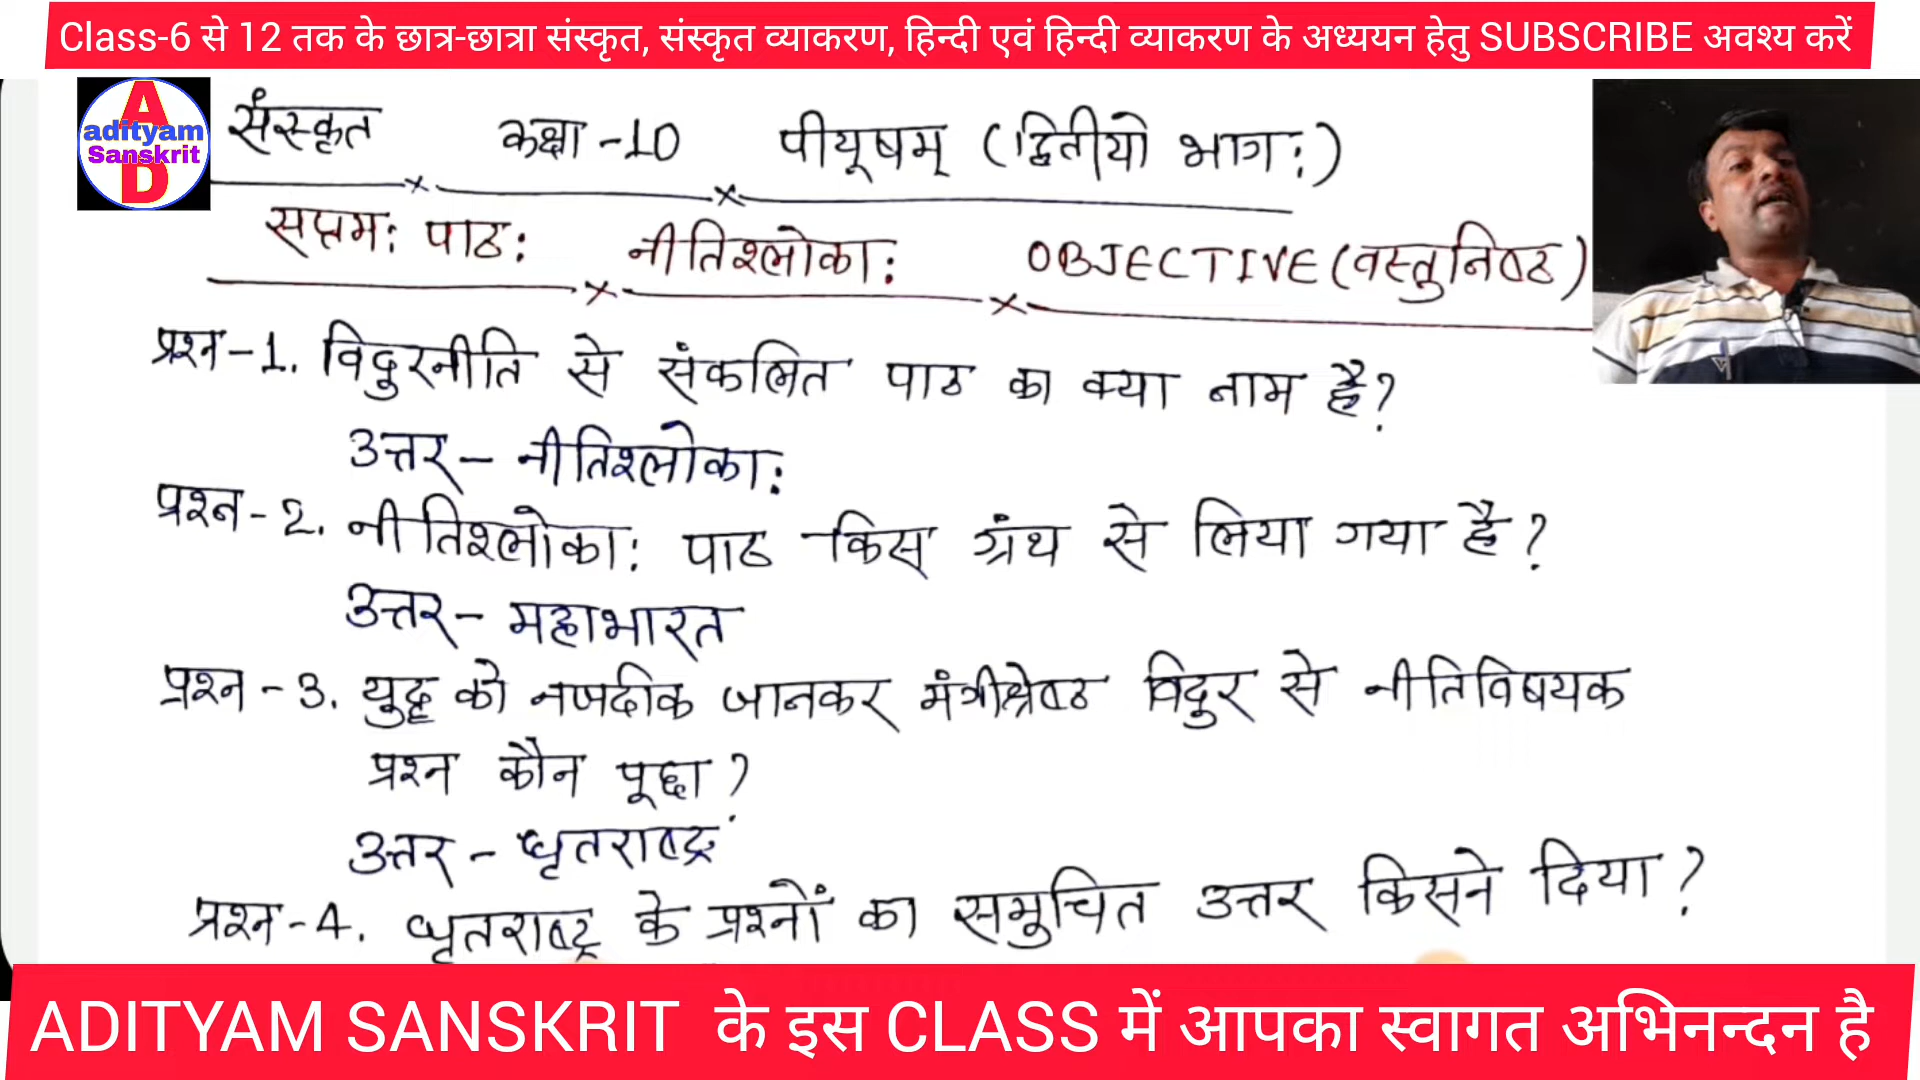 Class-6 से 12 तक के छात्र-छात्रा संस्कृत, संस्कृत व्याकरण, हिन्दी एवं हिन्दी व्याकरण के अध्ययन हेतु SUBSCRIBE अवश्य करें
A
adityam
Sanskrit
D
संस्कृत कक्षा -10 पीयूषम् (द्वितीयो भागः)
सप्तमः पाठः नीतिश्लोकाः OBJECTIVE (वस्तुनिष्ठ)
प्रश्न-1. विदुरनीति से संकलित पाठ का क्या नाम है?
उत्तर- नीतिश्लोकाः
प्रश्न-2. नीतिश्लोकाः पाठ किस ग्रंथ से लिया गया है?
उत्तर- महाभारत
प्रश्न-3. युद्ध को नजदीक जानकर मंत्रीश्रेष्ठ विदुर से नीतिविषयक
प्रश्न कौन पूछा?
उत्तर- धृतराष्ट्र
प्रश्न-4. धृतराष्ट्र के प्रश्नों का समुचित उत्तर किसने दिया?
ADITYAM SANSKRIT के इस CLASS में आपका स्वागत अभिनन्दन है